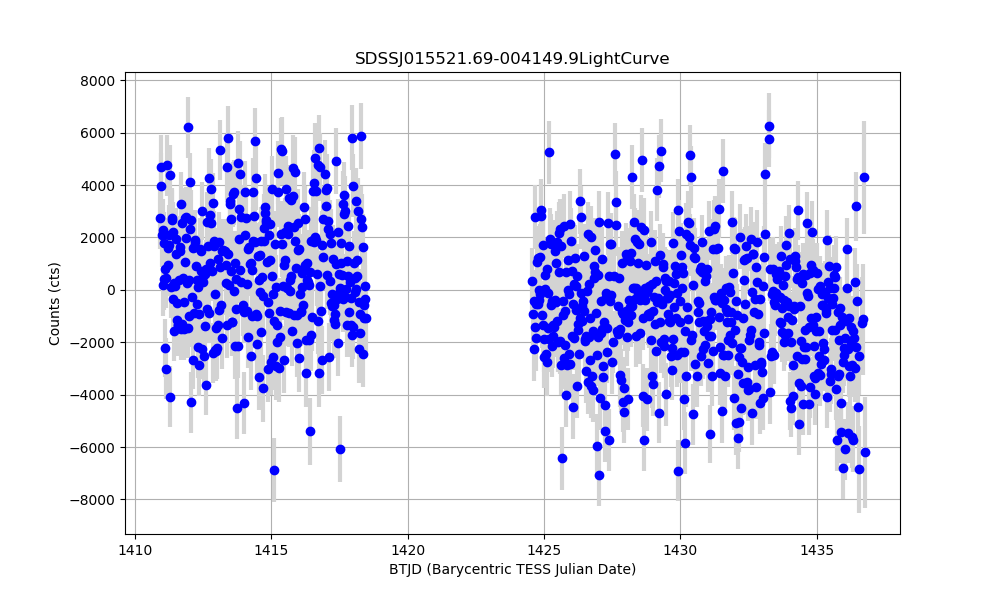 SDSSJ015521.69-004149.9LightCurve
8000
6000
4000
2000
0
−2000
−4000
−6000
−8000
Counts (cts)
1410 1415 1420 1425 1430 1435
BTJD (Barycentric TESS Julian Date)